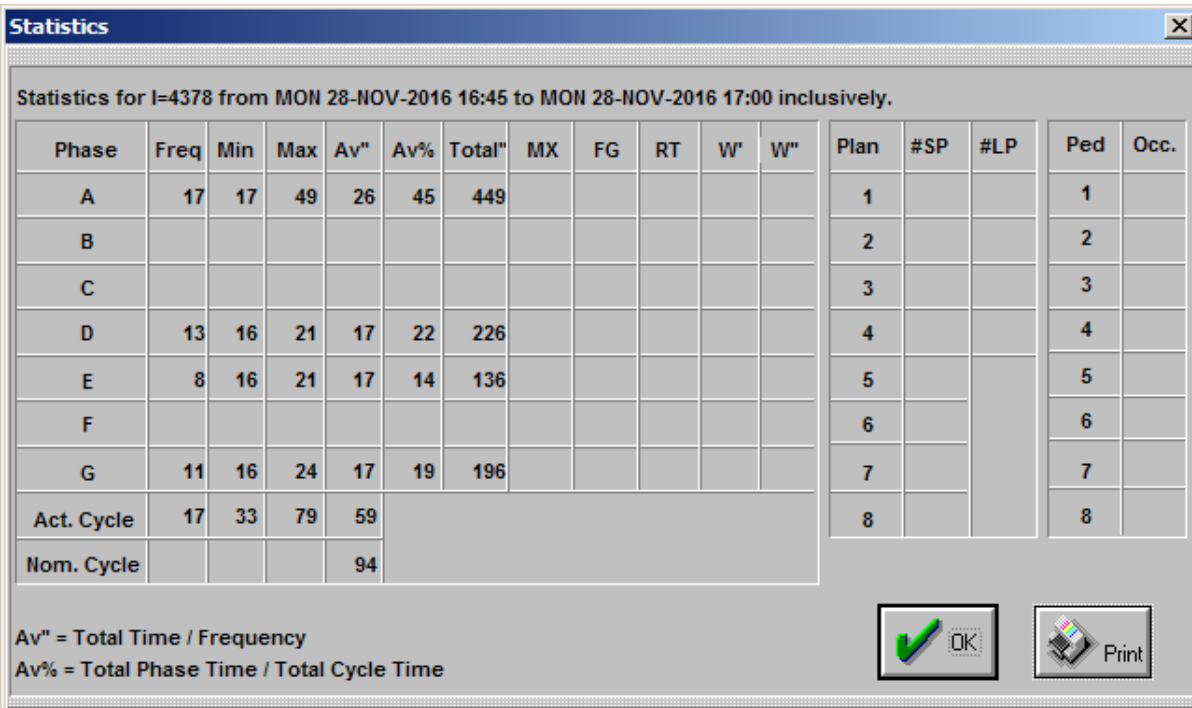 Statistics
Statistics for I=4378 from MON 28-NOV-2016 16:45 to MON 28-NOV-2016 17:00 inclusively.
Phase Freq Min Max Av" Av% Total" MX FG RT W' W" Plan #SP #LP Ped Occ.
A 17 17 49 26 45 449 1 1
B 2 2
C 3 3
D 13 16 21 17 22 226 4 4
E 8 16 21 17 14 136 5 5
F 6 6
G 11 16 24 17 19 196 7 7
Act. Cycle 17 33 79 59 8 8
Nom. Cycle 94
Av" = Total Time / Frequency
Av% = Total Phase Time / Total Cycle Time
OK
Print